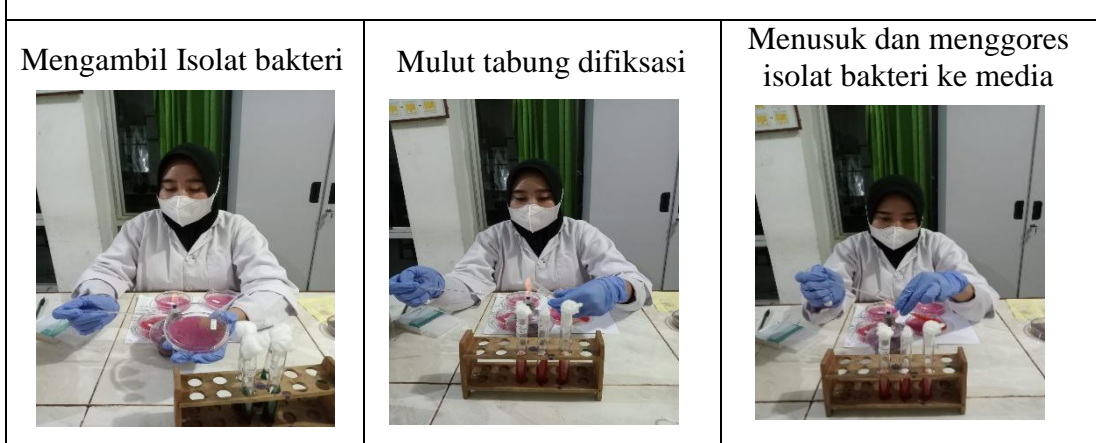 Mengambil Isolat bakteri
Mulut tabung difiksasi
Menusuk dan menggores
isolat bakteri ke media